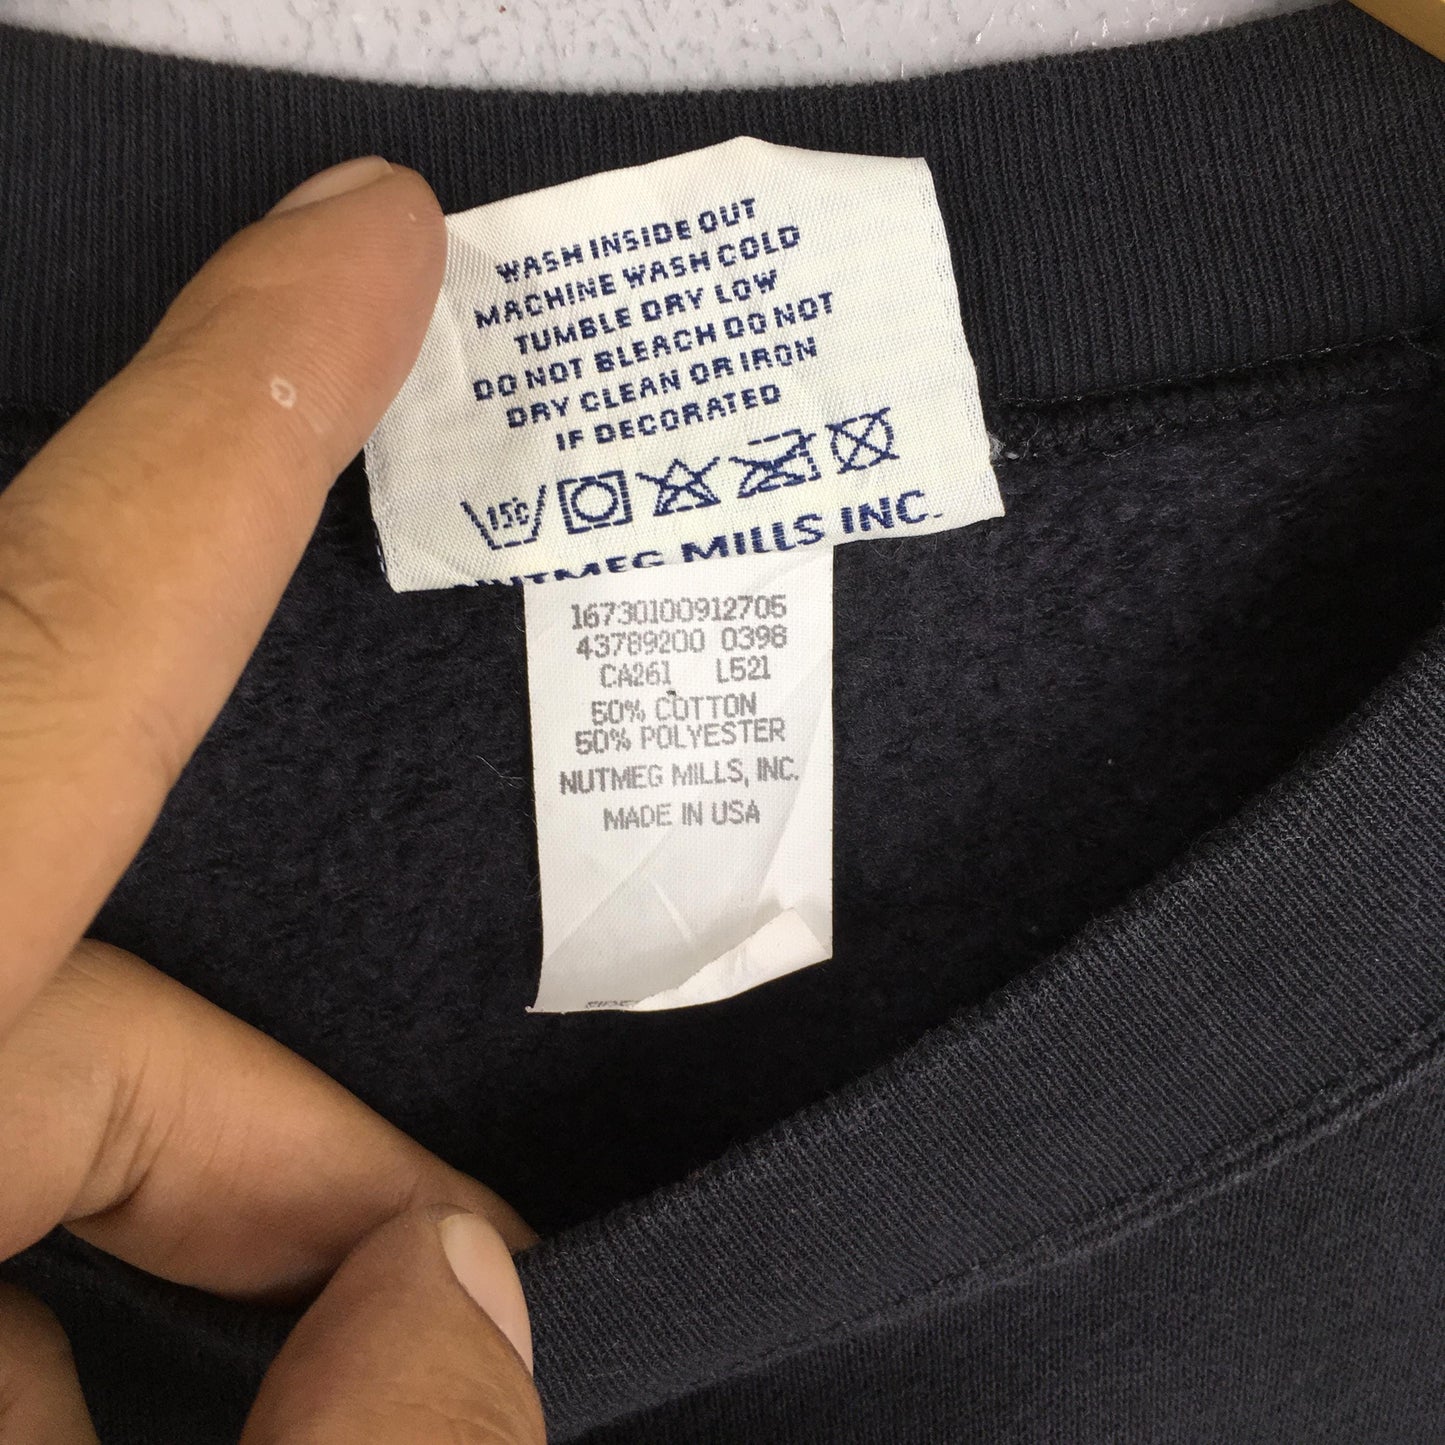 WASH INSIDE OUT
MACHINE WASH COLD
TUMBLE DRY LOW
DO NOT BLEACH DO NOT
DRY CLEAN OR IRON
IF DECORATED
15C
NUTMEG MILLS INC.
16730100912705
43789200 0398
CA261 L521
50% COTTON
50% POLYESTER
NUTMEG MILLS, INC.
MADE IN USA